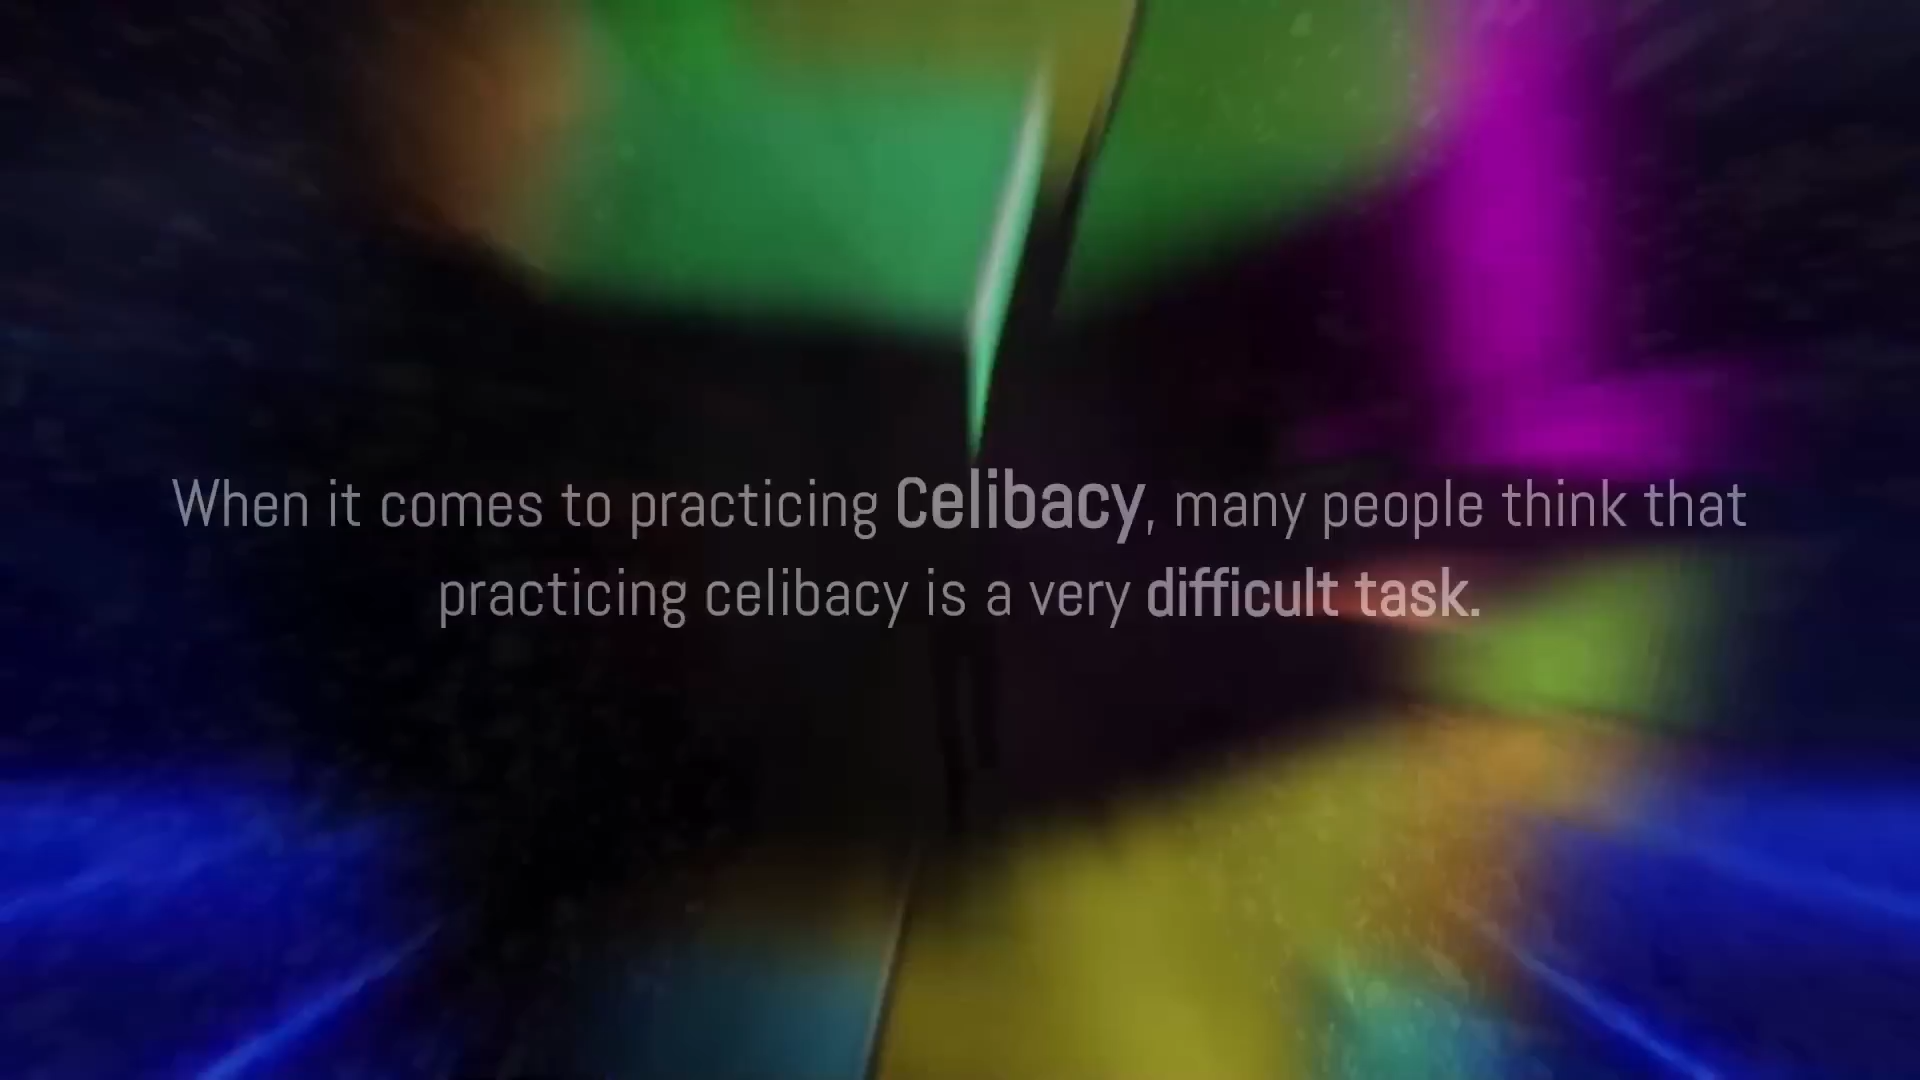 When it comes to practicing Celibacy, many people think that
practicing celibacy is a very difficult task.